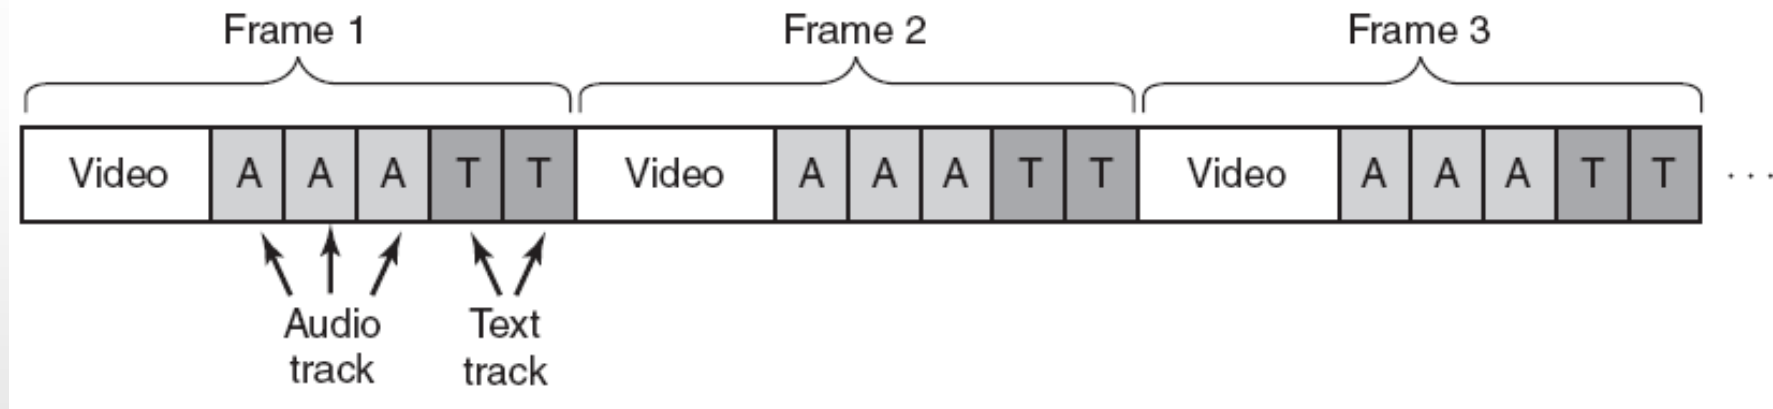 Frame 1 Frame 2 Frame 3
Video A A A T T Video A A A T T Video A A A T T ...
Audio Text
track track